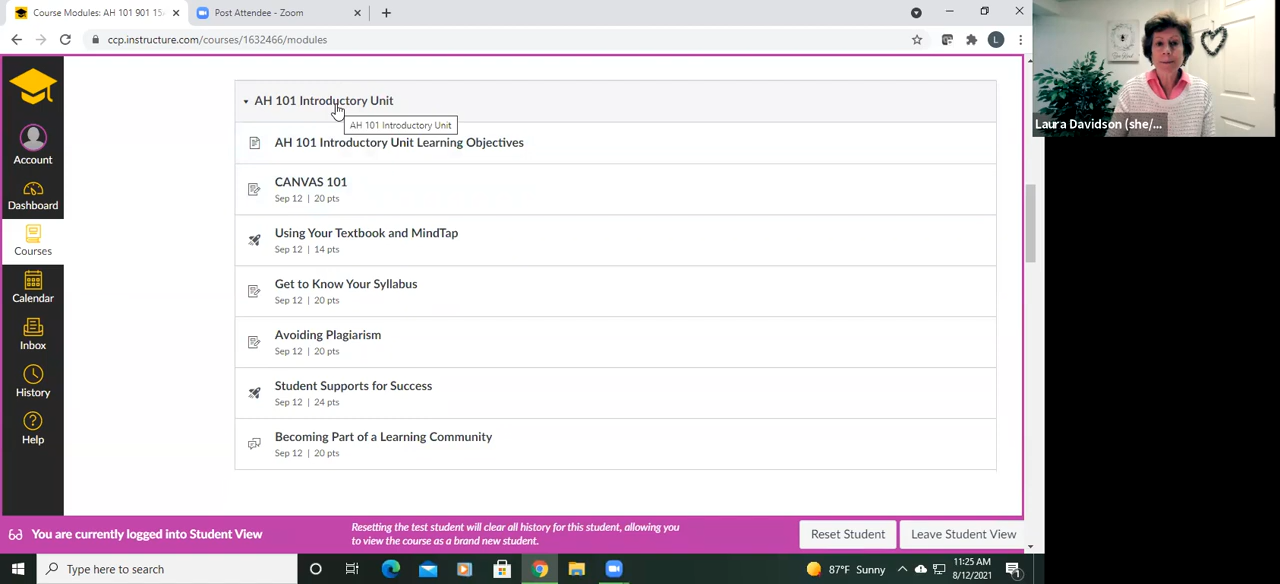 Course Modules: AH 101 901 15
Post Attendee - Zoom
ccp.instructure.com/courses/1632466/modules
L
AH 101 Introductory Unit
AH 101 Introductory Unit
AH 101 Introductory Unit Learning Objectives
CANVAS 101
Sep 12 | 20 pts
Using Your Textbook and MindTap
Sep 12 | 14 pts
Get to Know Your Syllabus
Sep 12 | 20 pts
Avoiding Plagiarism
Sep 12 | 20 pts
Student Supports for Success
Sep 12 | 24 pts
Becoming Part of a Learning Community
Sep 12 | 20 pts
Account
Dashboard
Courses
Calendar
Inbox
History
Help
Laura Davidson (she/...
You are currently logged into Student View
Resetting the test student will clear all history for this student, allowing you
to view the course as a brand new student.
Reset Student
Leave Student View
Type here to search
87°F Sunny
11:25 AM
8/12/2021
1